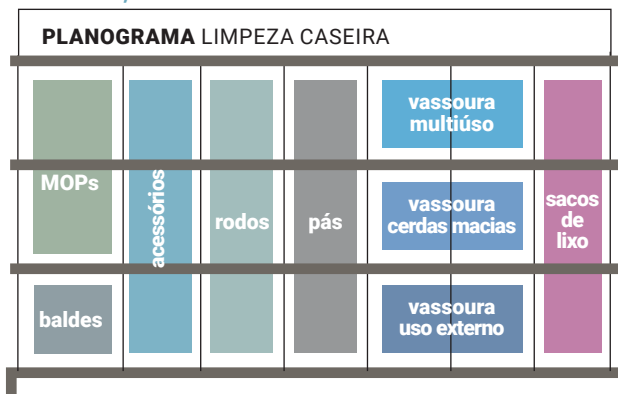 PLANOGRAMA LIMPEZA CASEIRA
MOPs
baldes
acessórios
rodos
pás
vassoura
multiúso
vassoura
cerdas macias
vassoura
uso externo
sacos
de
lixo